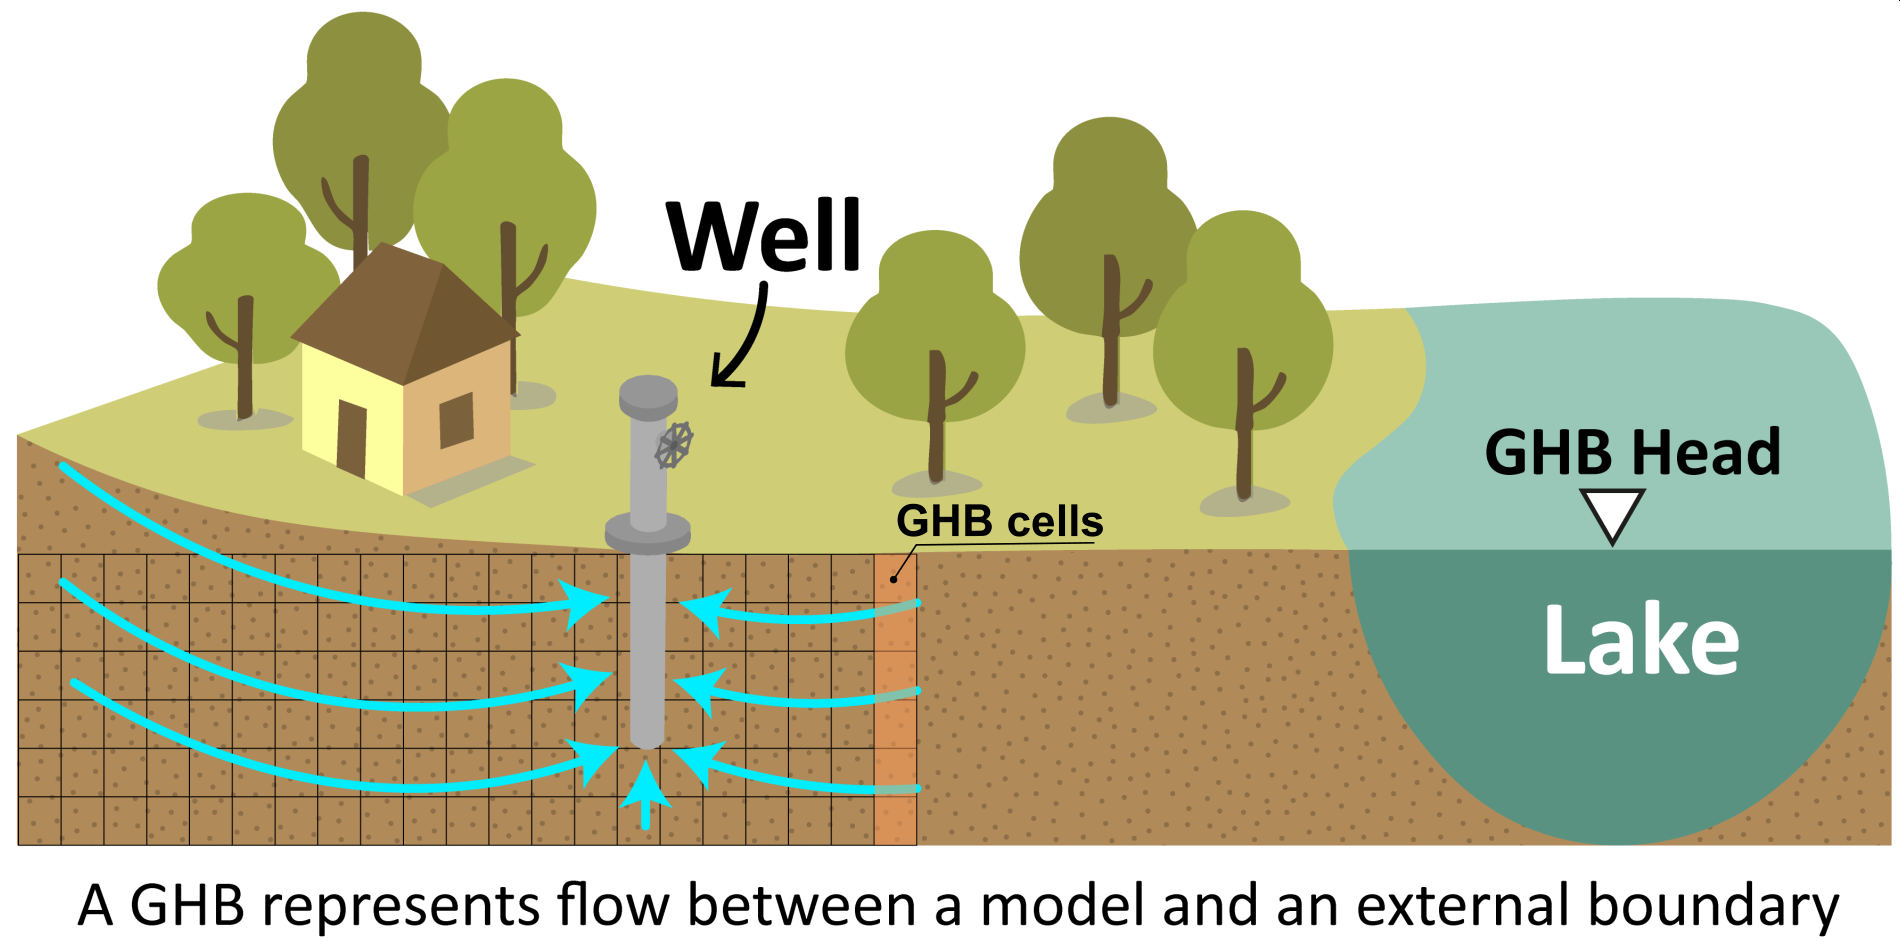 Well
GHB Head
GHB cells
Lake
A GHB represents flow between a model and an external boundary